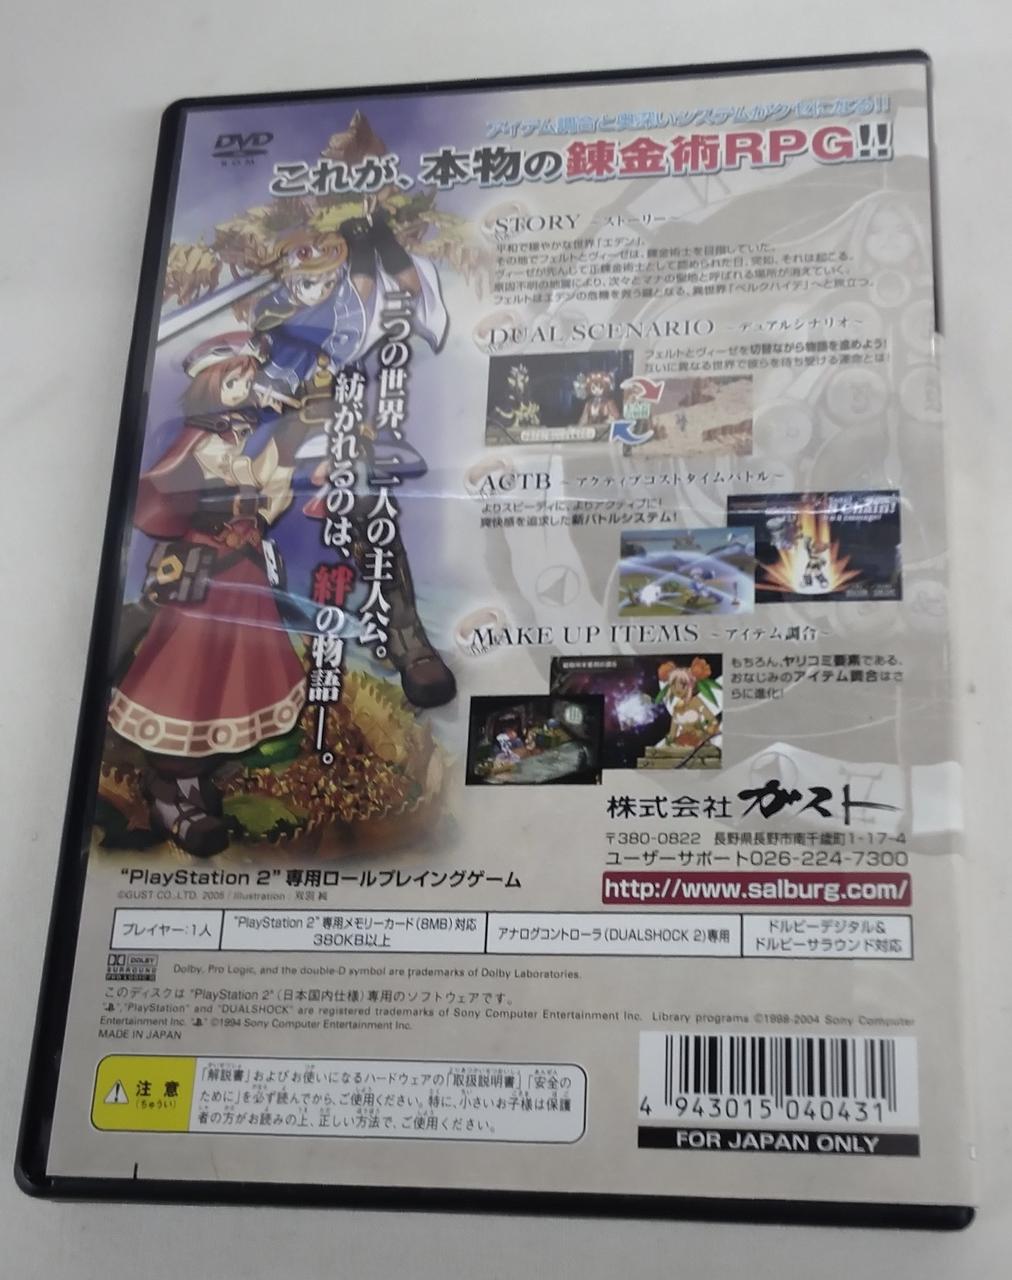 DVD
ROM
アイテム調合と奥深いシステムがクセになる!!
これが、本物の錬金術RPG!!
STORY ～ストーリー～
平和で穏やかな世界「エデン」。
その地でフェルトとヴィーゼは、錬金術士を目指していた。
ヴィーゼが先んじて正錬金術士として認められた日、突如、それは起こる。
原因不明の地震により、次々とマナの聖地と呼ばれる場所が消えていく。
フェルトはエデンの危機を救う鍵となる、異世界「ベルクハイデ」へと旅立つ。
DUAL SCENARIO ～デュアルシナリオ～
フェルトとヴィーゼを切替ながら物語を進めよう!
互いに異なる世界で彼らを待ち受ける運命とは!
二つの世界、二人の主人公。
紡がれるのは、絆の物語―。
ACTB ～アクティブコストタイムバトル～
よりスピーディに、よりアクティブに!
爽快感を追求した新バトルシステム!
MAKE UP ITEMS ～アイテム調合～
もちろん、ヤリコミ要素である、
おなじみのアイテム調合はさ
らに進化!
株式会社 ガスト
〒380-0822 長野県長野市南千歳町1-17-4
ユーザーサポート026-224-7300
http://www.salburg.com/
"PlayStation 2"専用ロールプレイングゲーム
©GUST CO.,LTD. 2005 / Illustration : 双羽 純
プレイヤー:1人
"PlayStation 2"専用メモリーカード(8MB)対応
380KB以上
アナログコントローラ(DUALSHOCK 2)専用
ドルビーデジタル&
ドルビーサラウンド対応
DOLBY
SURROUND
PRO LOGIC II
Dolby, Pro Logic, and the double-D symbol are trademarks of Dolby Laboratories.
このディスクは "PlayStation 2"(日本国内仕様)専用のソフトウェアです。
"PlayStation" and "DUALSHOCK" are registered trademarks of Sony Computer Entertainment Inc. Library programs ©1998-2004 Sony Computer
Entertainment Inc. ©1994 Sony Computer Entertainment Inc.
MADE IN JAPAN
注意
(ちゅうい)
「解説書」およびお使いになるハードウェアの「取扱説明書」「安全の
ために」を必ず読んでから、ご使用ください。特に、小さいお子様は保護
者の方がお読みの上、正しい方法で、ご使用ください。
4 943015 040431
FOR JAPAN ONLY